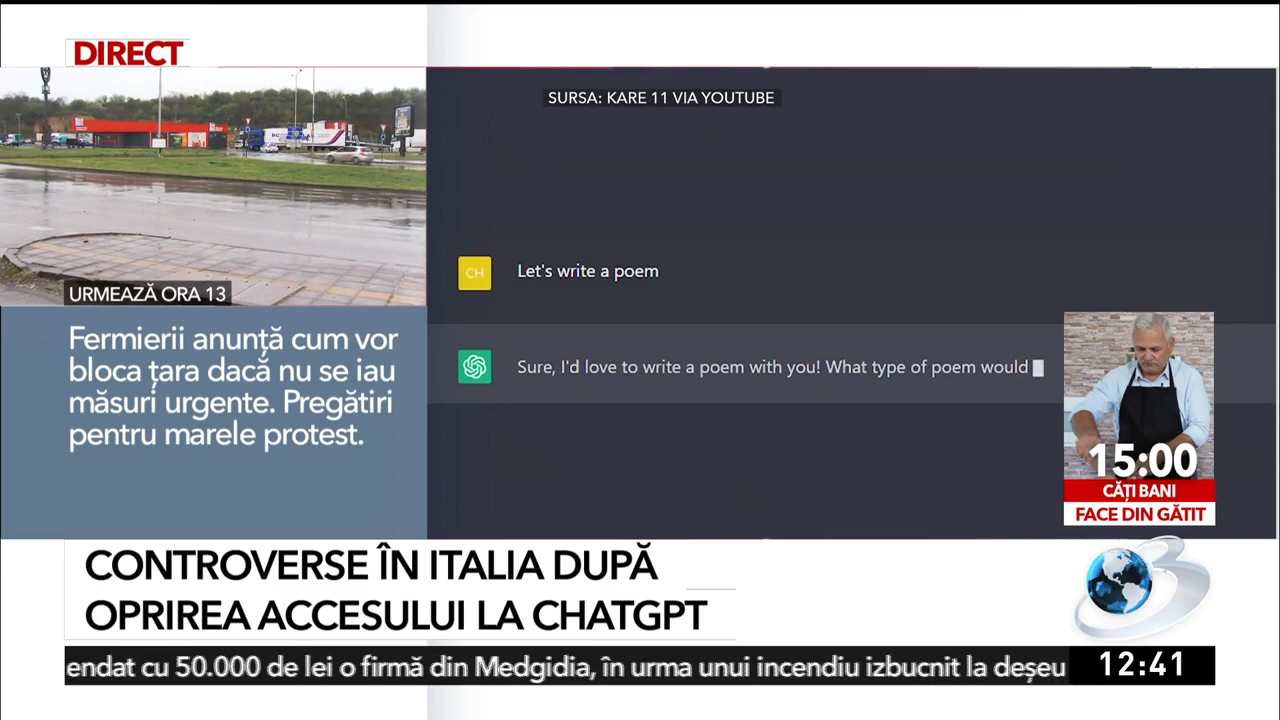 DIRECT
SURSA: KARE 11 VIA YOUTUBE
CH
Let's write a poem
Sure, I'd love to write a poem with you! What type of poem would
URMEAZĂ ORA 13
Fermierii anunță cum vor
bloca țara dacă nu se iau
măsuri urgente. Pregătiri
pentru marele protest.
15:00
CÂȚI BANI
FACE DIN GĂTIT
CONTROVERSE ÎN ITALIA DUPĂ
OPRIREA ACCESULUI LA CHATGPT
3
endat cu 50.000 de lei o firmă din Medgidia, în urma unui incendiu izbucnit la deșeu
12:41